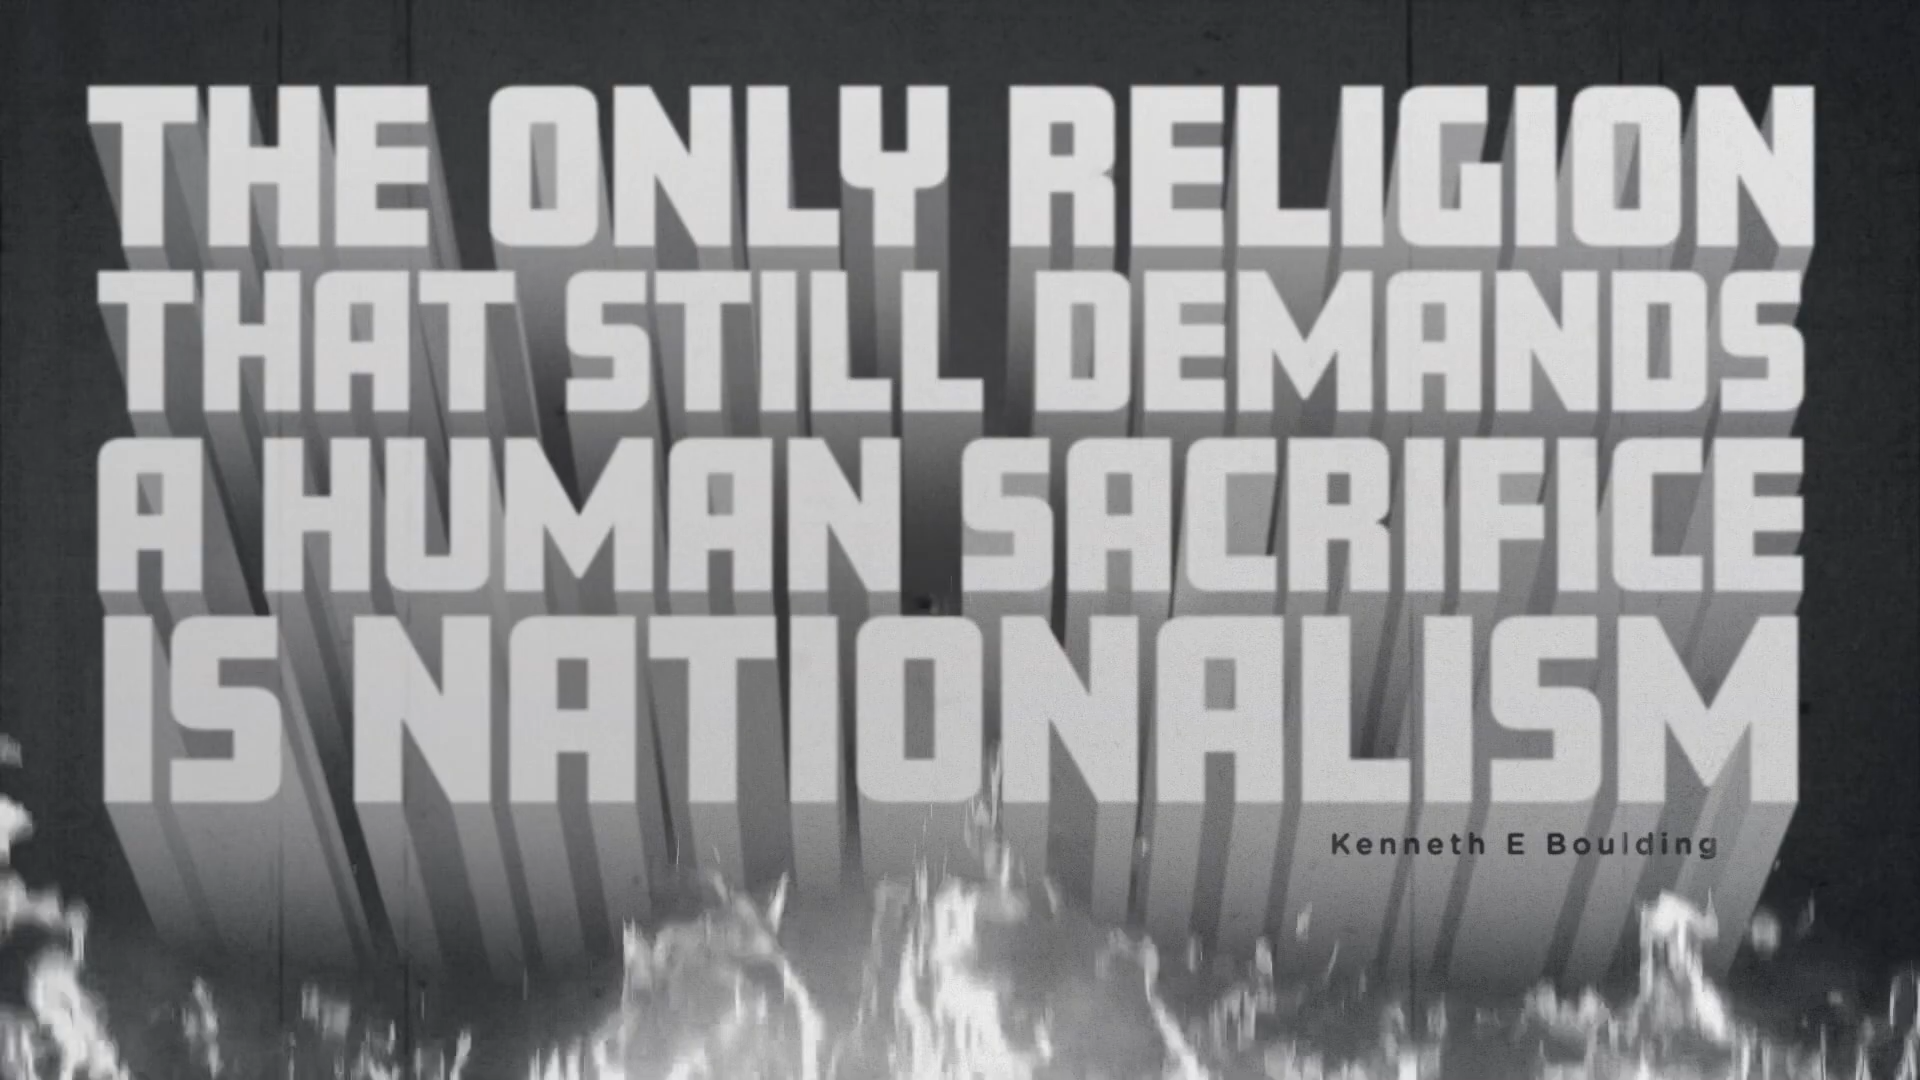 THE ONLY RELIGION
THAT STILL DEMANDS
A HUMAN SACRIFICE
IS NATIONALISM
Kenneth E Boulding